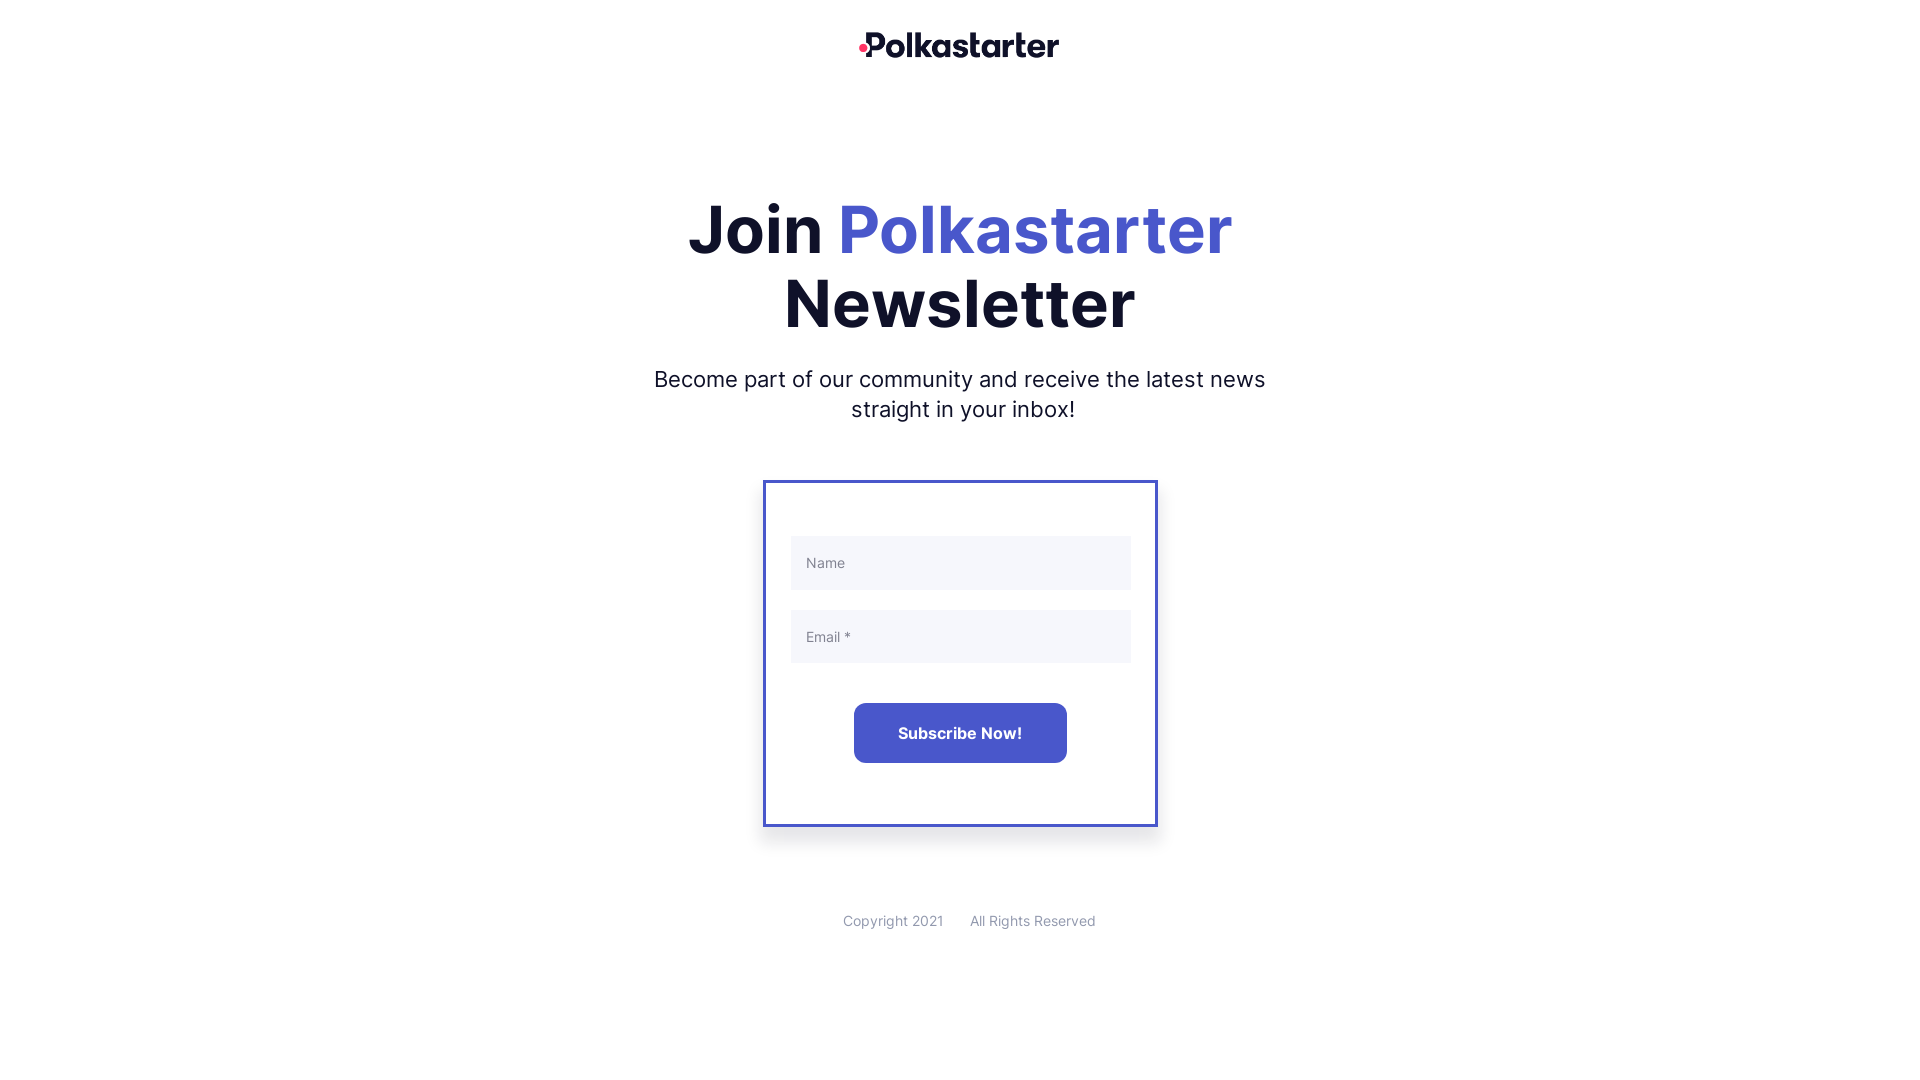 Polkastarter
Join Polkastarter
Newsletter
Become part of our community and receive the latest news
straight in your inbox!
Name
Email *
Subscribe Now!
Copyright 2021 All Rights Reserved